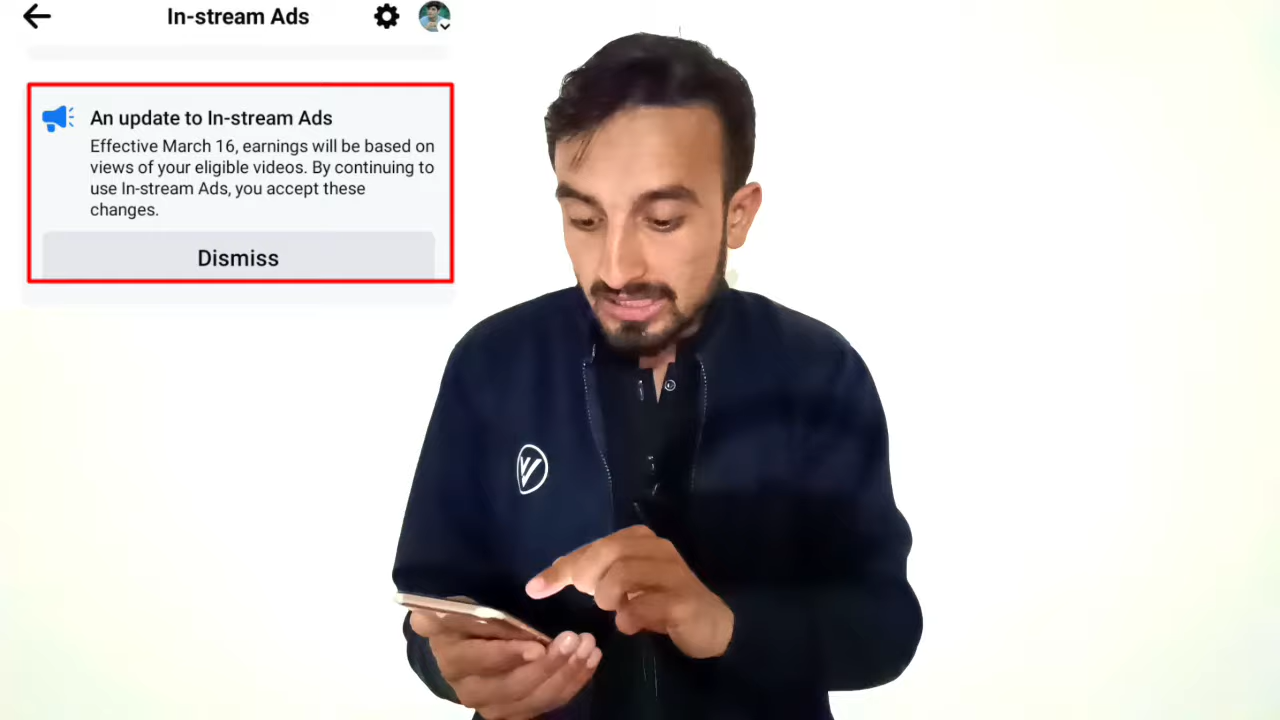 In-stream Ads
An update to In-stream Ads
Effective March 16, earnings will be based on
views of your eligible videos. By continuing to
use In-stream Ads, you accept these
changes.
Dismiss